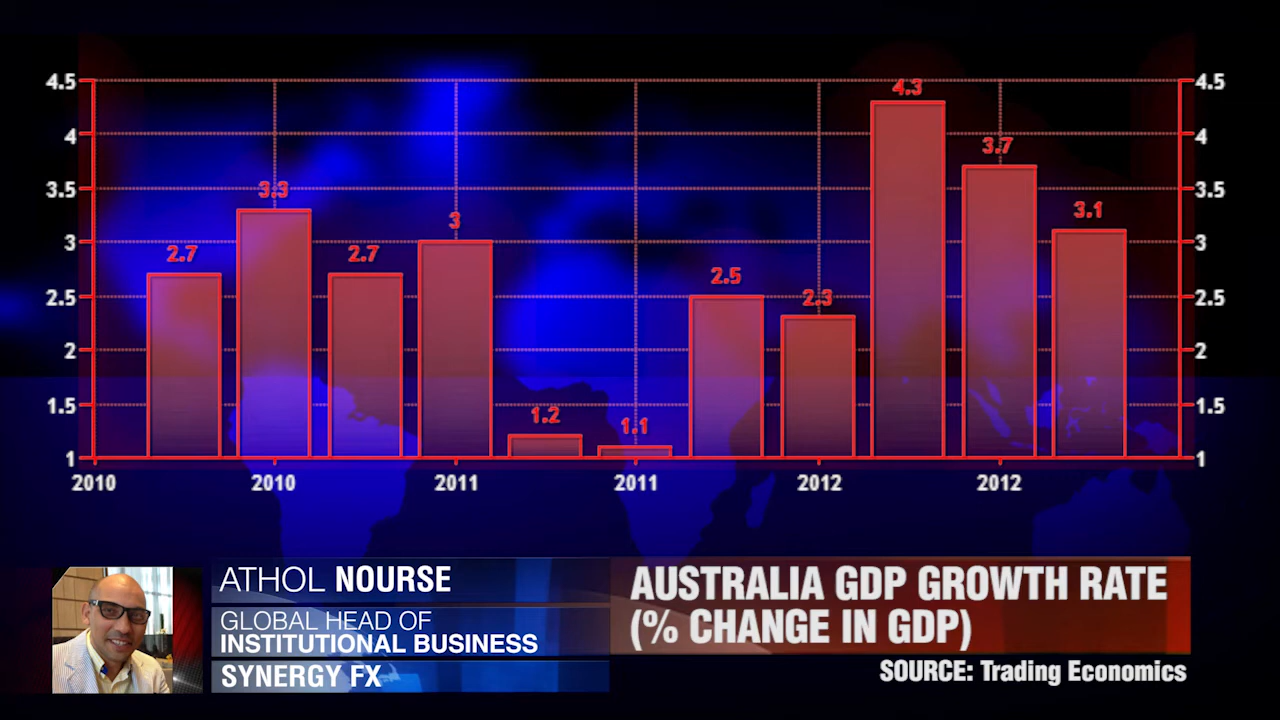 4.5 4.5
4.3
4 4
3.7
3.5 3.3 3.5
3.1
3 3 3
2.7 2.7
2.5 2.5 2.5
2.3
2 2
1.5 1.2 1.5
1.1
1 1
2010 2010 2011 2011 2012 2012
ATHOL NOURSE
GLOBAL HEAD OF
INSTITUTIONAL BUSINESS
SYNERGY FX
AUSTRALIA GDP GROWTH RATE
(% CHANGE IN GDP)
SOURCE: Trading Economics